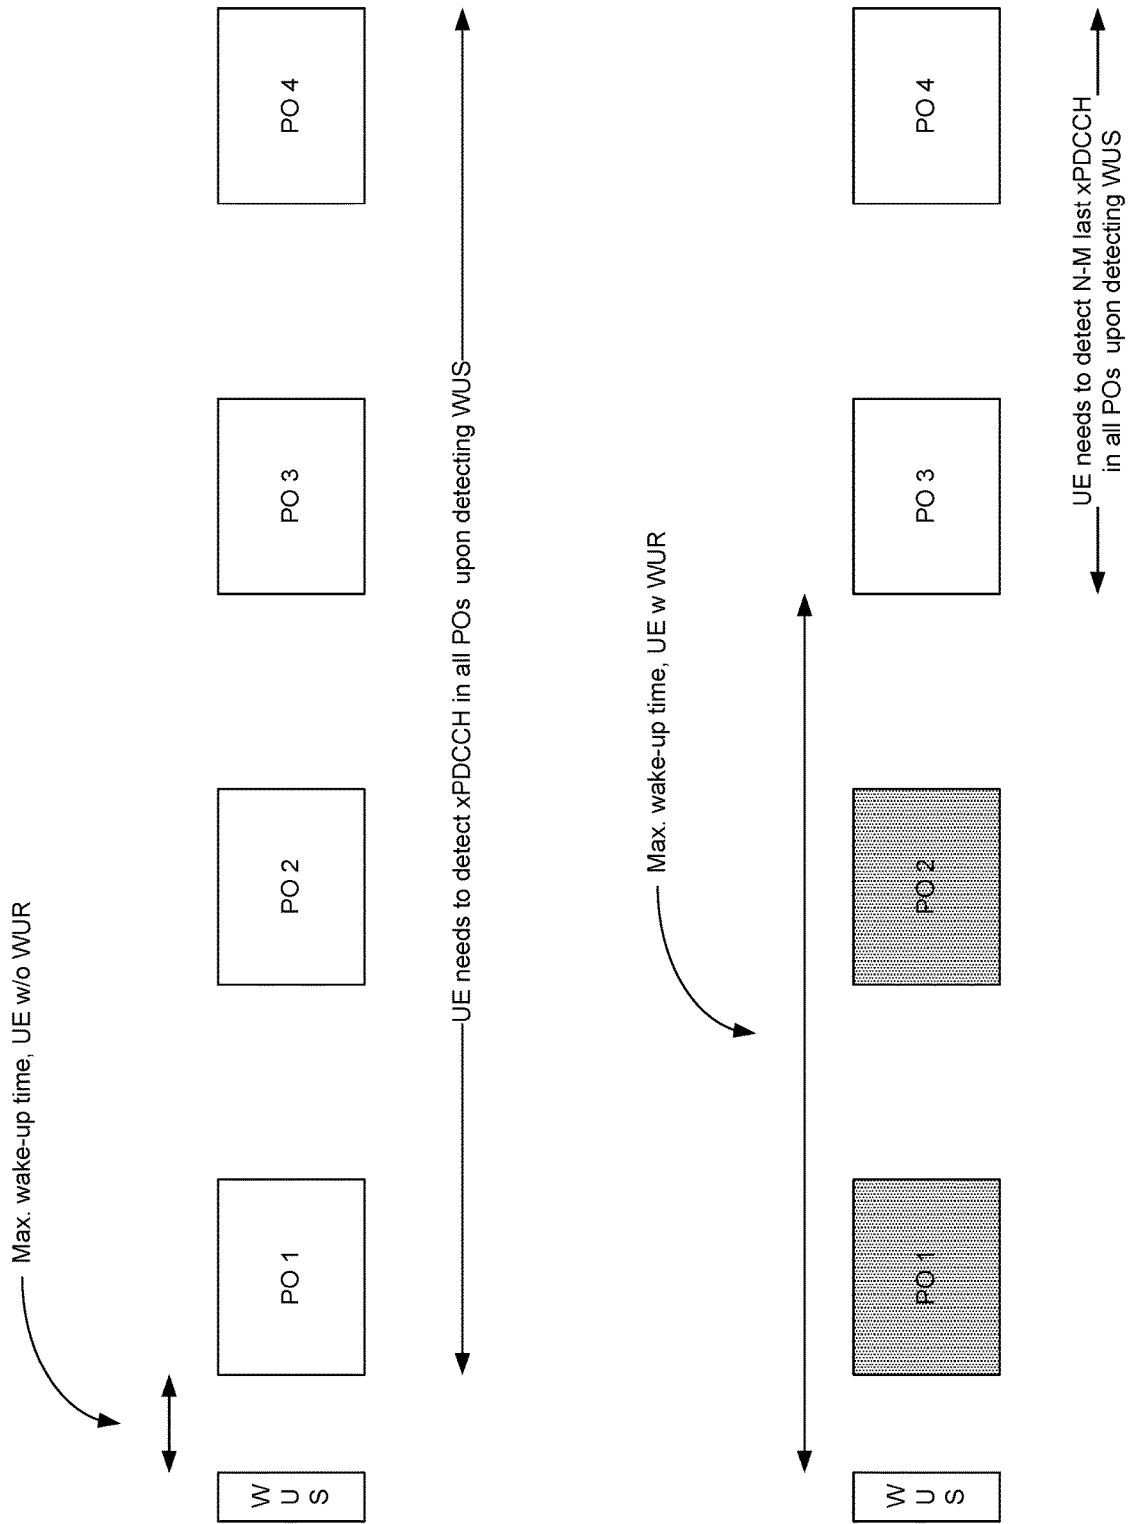 Max. wake-up time, UE w/o WUR
WUS
PO 1
PO 2
PO 3
PO 4
UE needs to detect xPDCCH in all POs upon detecting WUS
Max. wake-up time, UE w WUR
WUS
PO 1
PO 2
PO 3
PO 4
UE needs to detect N-M last xPDCCH
in all POs upon detecting WUS